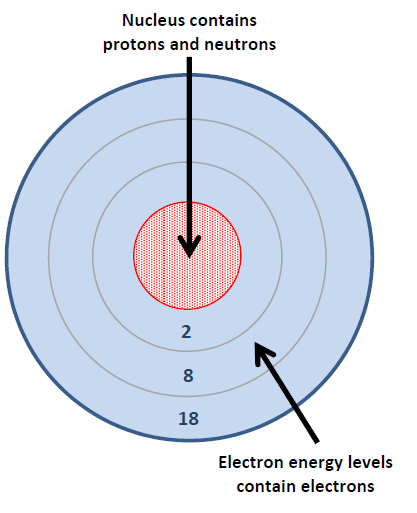 Nucleus contains
protons and neutrons
2
8
18
Electron energy levels
contain electrons